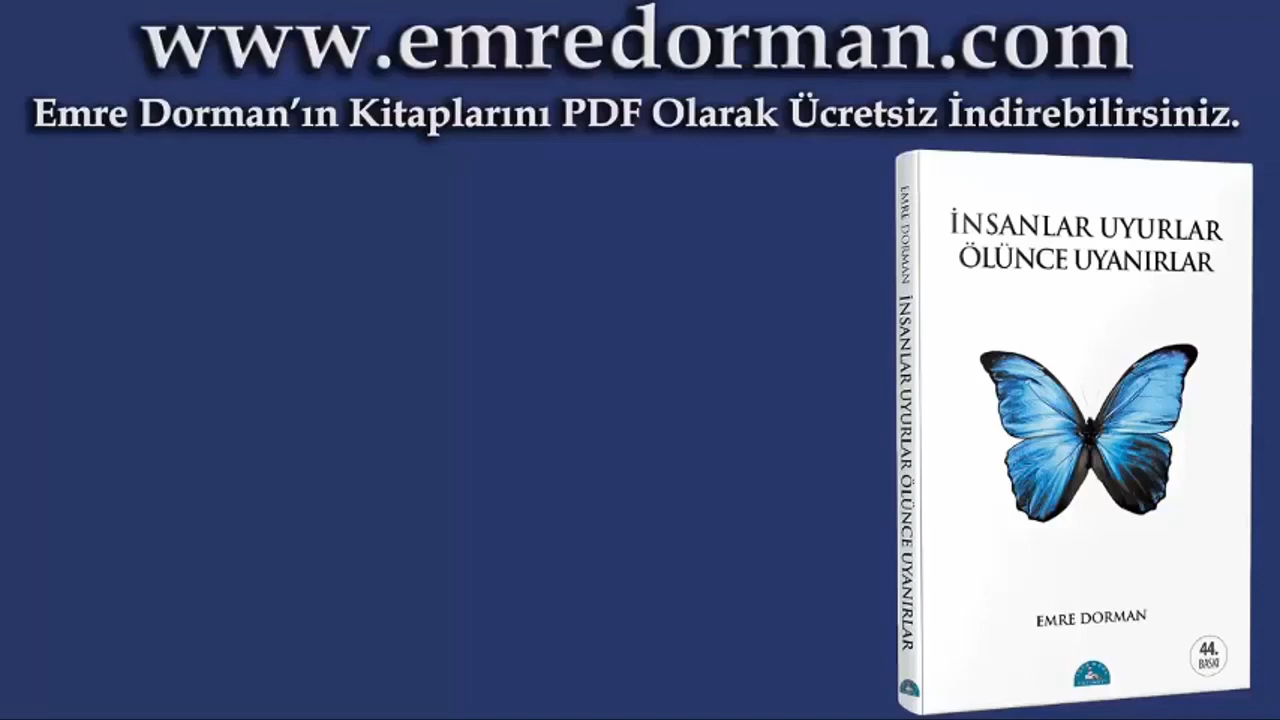 www.emredorman.com
Emre Dorman’ın Kitaplarını PDF Olarak Ücretsiz İndirebilirsiniz.
EMRE DORMAN İNSANLAR UYURLAR ÖLÜNCE UYANIRLAR
İNSANLAR UYURLAR
ÖLÜNCE UYANIRLAR
EMRE DORMAN
44.
BASKI